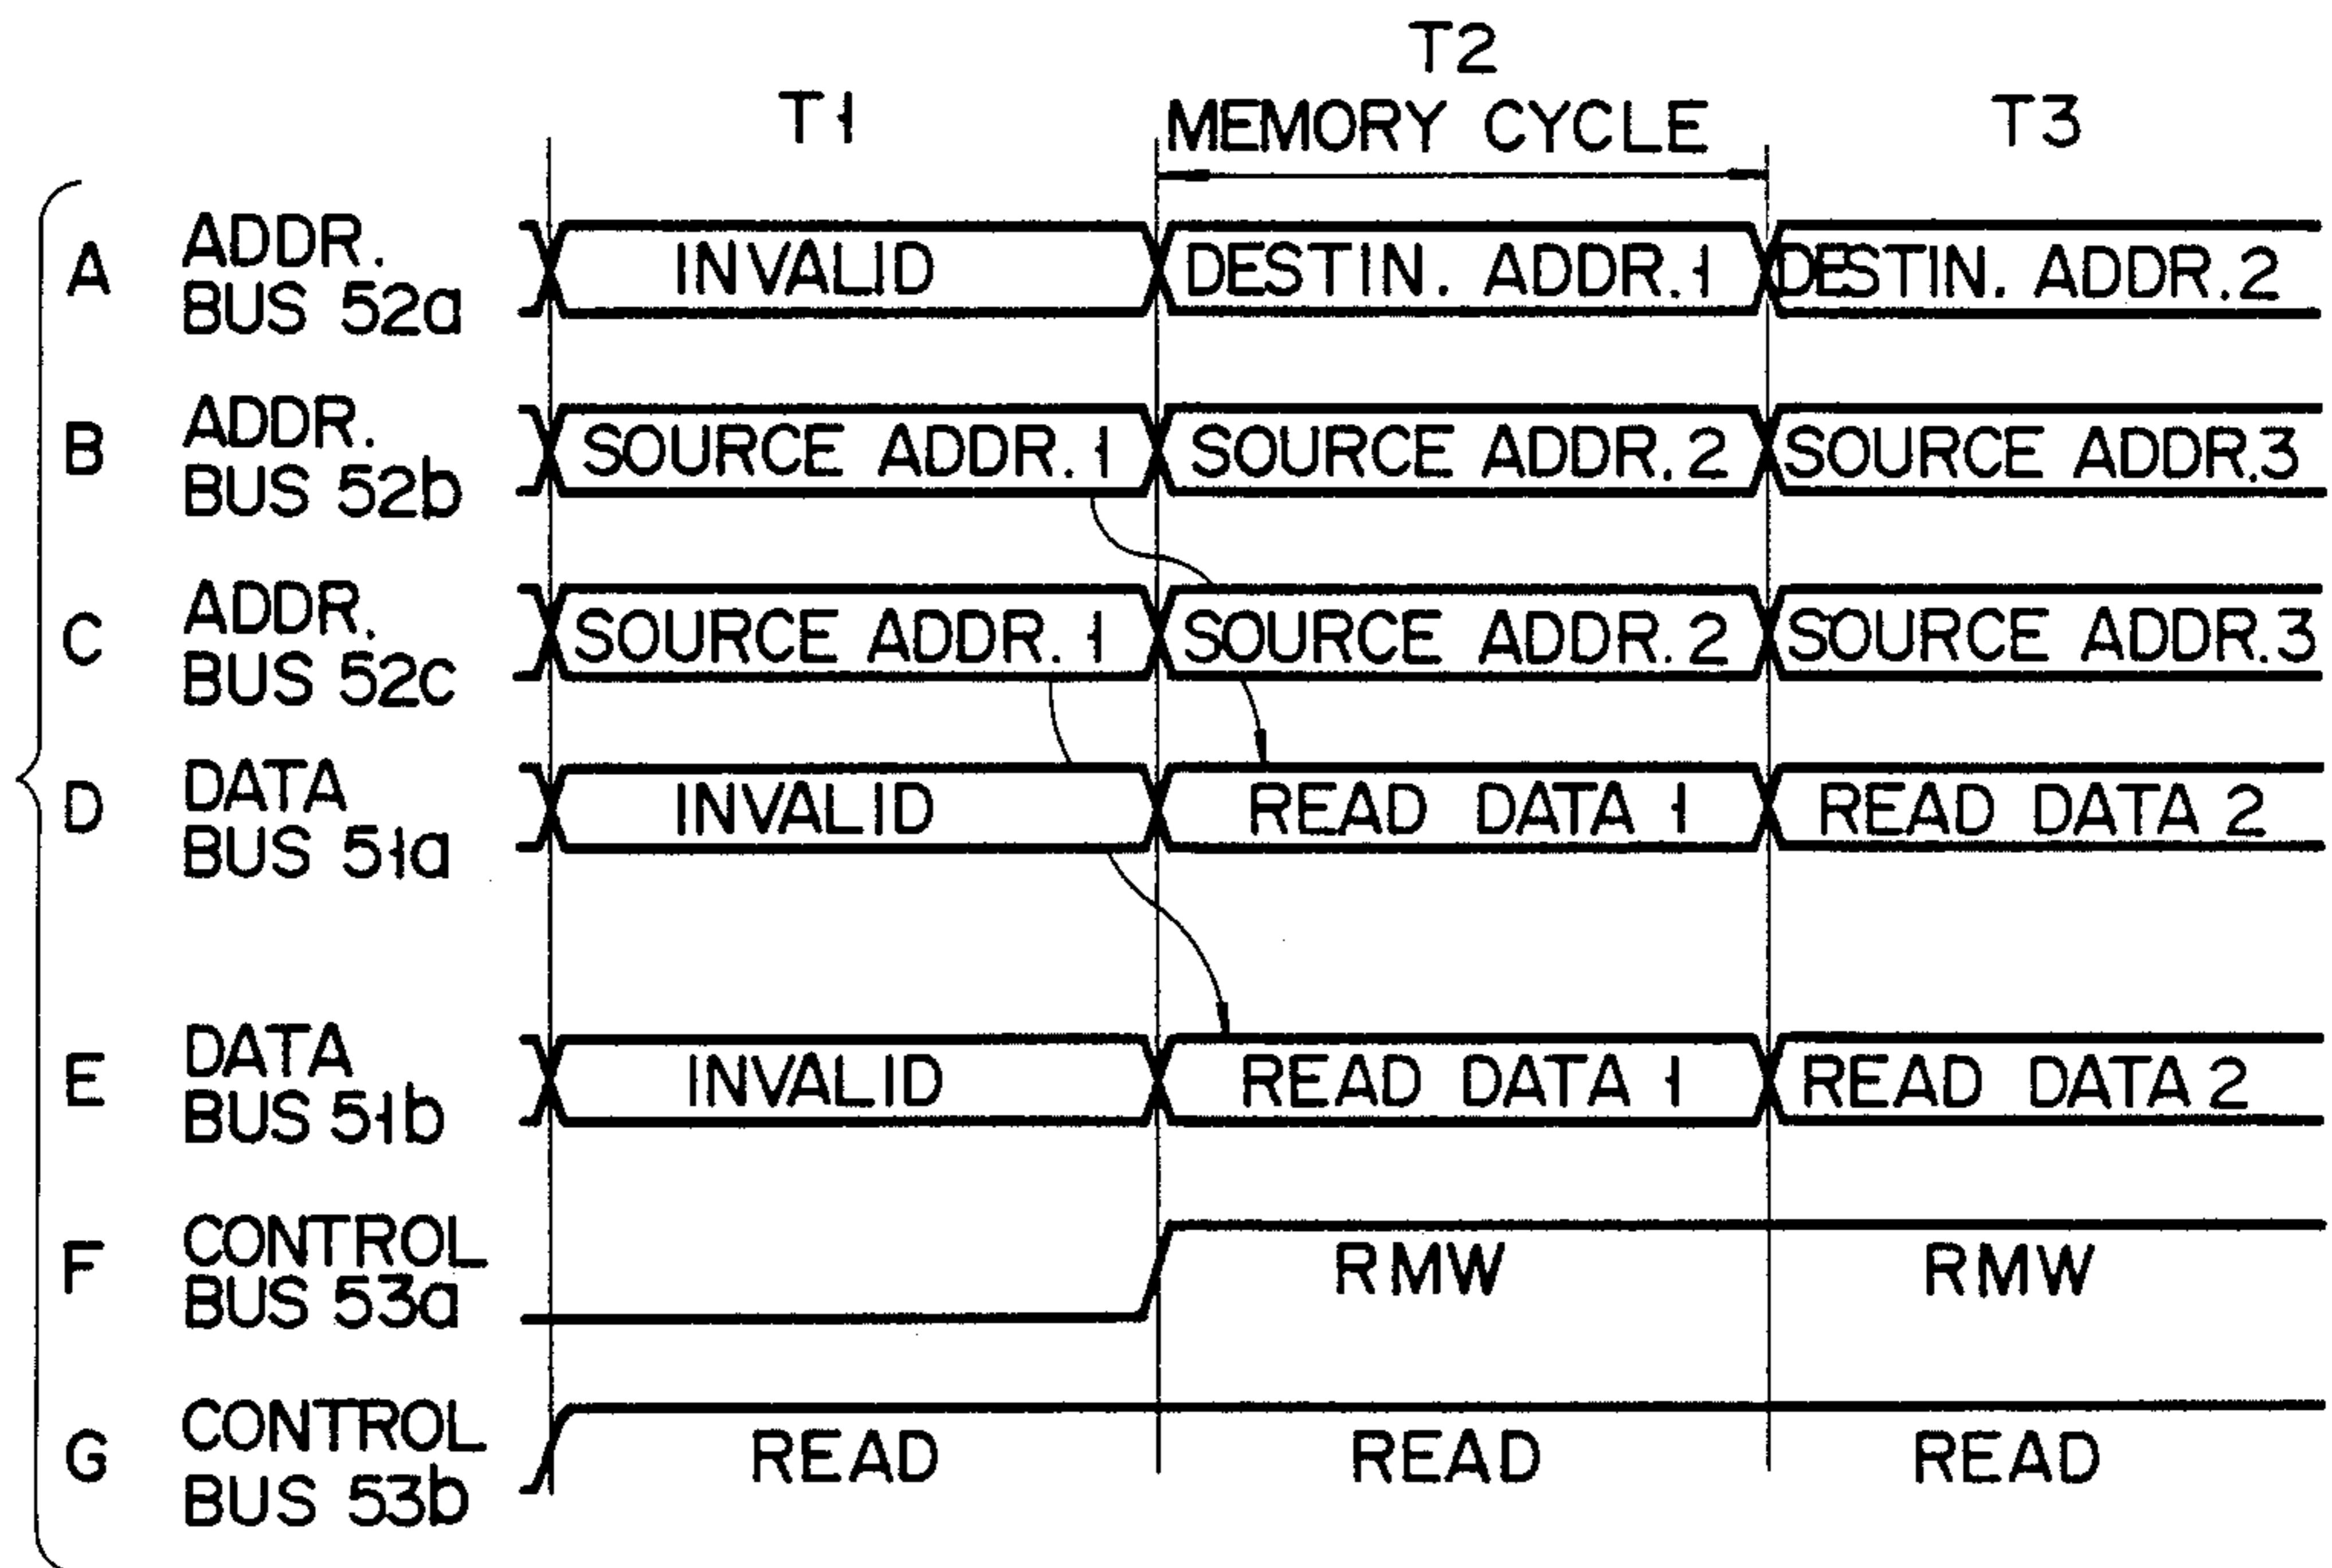 T2
T1 MEMORY CYCLE T3
A ADDR. BUS 52a INVALID DESTIN. ADDR.1 DESTIN. ADDR.2
B ADDR. BUS 52b SOURCE ADDR.1 SOURCE ADDR.2 SOURCE ADDR.3
C ADDR. BUS 52c SOURCE ADDR.1 SOURCE ADDR.2 SOURCE ADDR.3
D DATA BUS 51a INVALID READ DATA 1 READ DATA 2
E DATA BUS 51b INVALID READ DATA 1 READ DATA 2
F CONTROL BUS 53a RMW RMW
G CONTROL BUS 53b READ READ READ